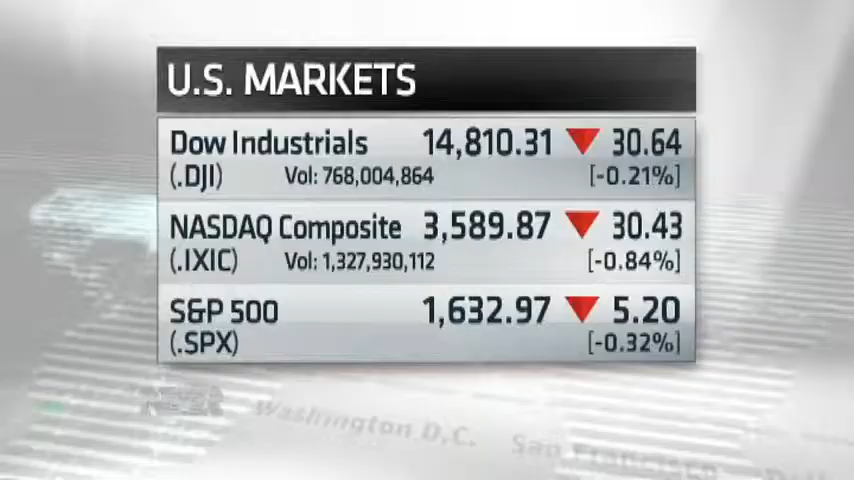 U.S. MARKETS
Dow Industrials 14,810.31 ▼ 30.64
(.DJI) Vol: 768,004,864 [-0.21%]
NASDAQ Composite 3,589.87 ▼ 30.43
(.IXIC) Vol: 1,327,930,112 [-0.84%]
S&P 500 1,632.97 ▼ 5.20
(.SPX) [-0.32%]
Washington D.C. San Francisco